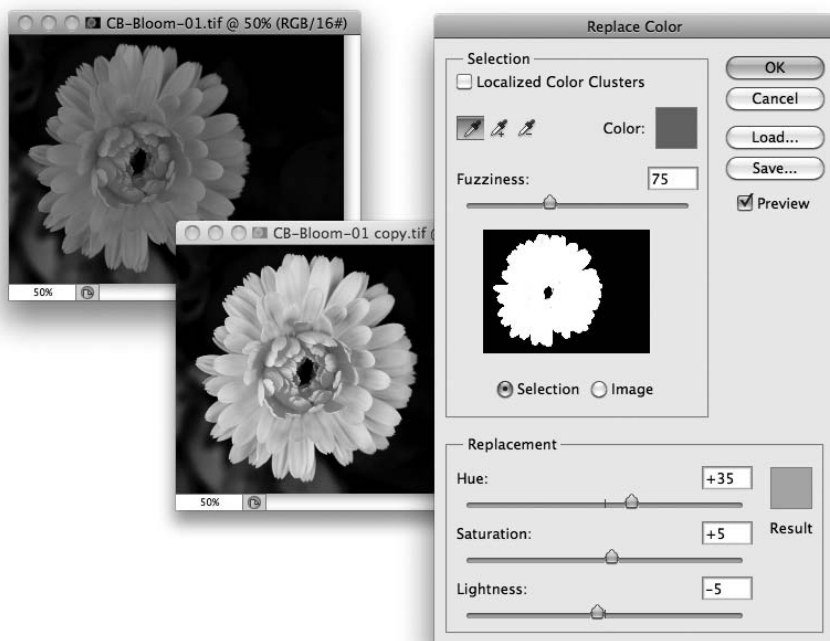 CB-Bloom-01.tif @ 50% (RGB/16#)
50%
CB-Bloom-01 copy.tif
50%
Replace Color
Selection
Localized Color Clusters
Color:
Fuzziness:
75
Selection
Image
OK
Cancel
Load...
Save...
Preview
Replacement
Hue:
+35
Saturation:
+5
Lightness:
-5
Result